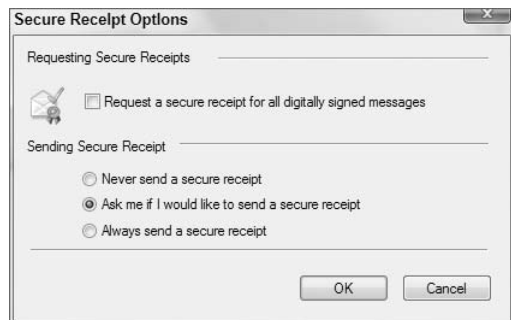 Secure Receipt Options
Requesting Secure Receipts
Request a secure receipt for all digitally signed messages
Sending Secure Receipt
Never send a secure receipt
Ask me if I would like to send a secure receipt
Always send a secure receipt
OK Cancel